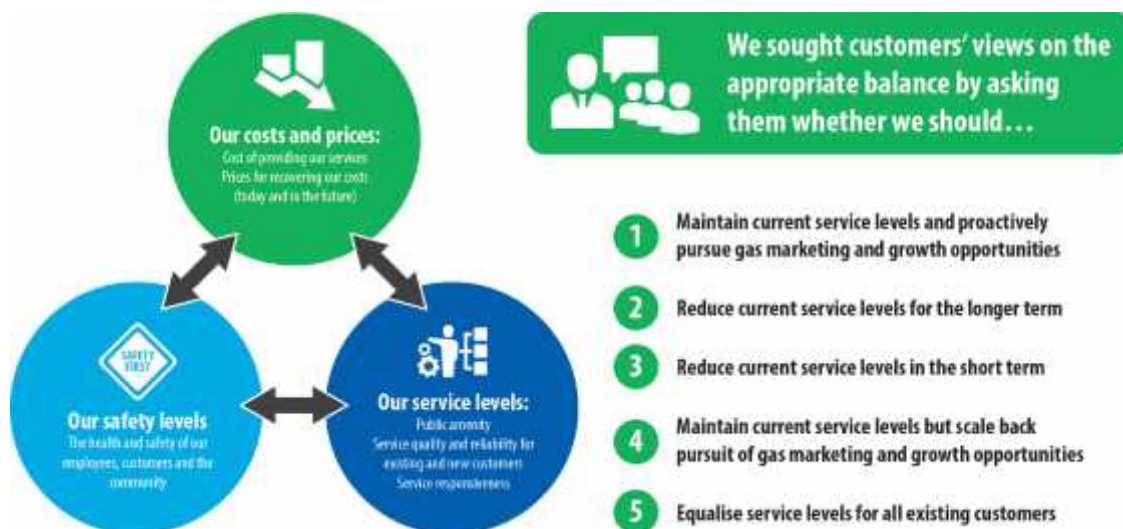 Our costs and prices:
Cost of providing our services
Prices for recovering our costs
(today and in the future)
SAFETY
FIRST
Our safety levels
The health and safety of our
employees, customers and the
community
Our service levels:
Public amenity
Service quality and reliability for
existing and new customers
Service responsiveness
We sought customers' views on the
appropriate balance by asking
them whether we should…
1 Maintain current service levels and proactively
pursue gas marketing and growth opportunities
2 Reduce current service levels for the longer term
3 Reduce current service levels in the short term
4 Maintain current service levels but scale back
pursuit of gas marketing and growth opportunities
5 Equalise service levels for all existing customers